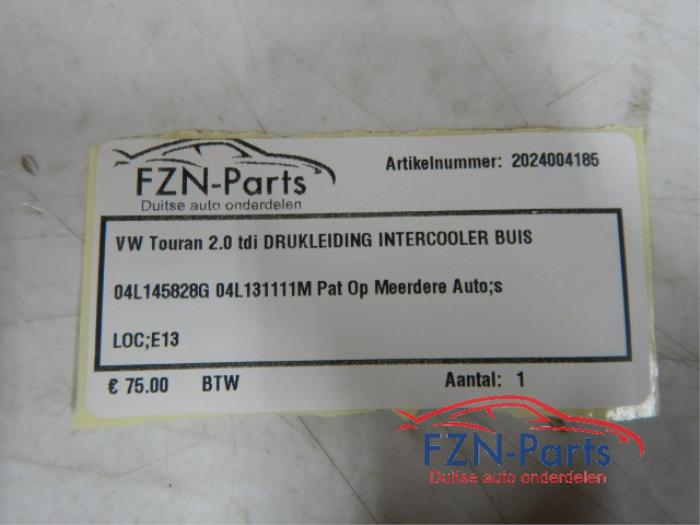 FZN-Parts
Duitse auto onderdelen
Artikelnummer: 2024004185
VW Touran 2.0 tdi DRUKLEIDING INTERCOOLER BUIS
04L145828G 04L131111M Pat Op Meerdere Auto;s
LOC;E13
€ 75.00 BTW Aantal: 1
FZN-Parts
Duitse auto onderdelen